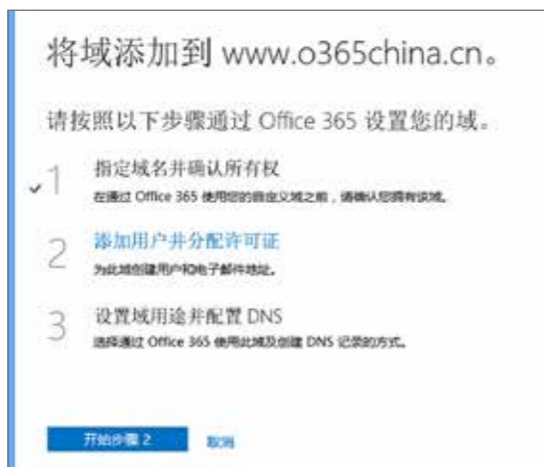 将域添加到 www.o365china.cn。
请按照以下步骤通过 Office 365 设置您的域。
1 指定域名并确认所有权
在通过 Office 365 使用您的自定义域之前，请确认您拥有该域。
2 添加用户并分配许可证
为此域创建用户和电子邮件地址。
3 设置域用途并配置 DNS
选择通过 Office 365 使用此域及创建 DNS 记录的方式。
开始步骤 2 取消